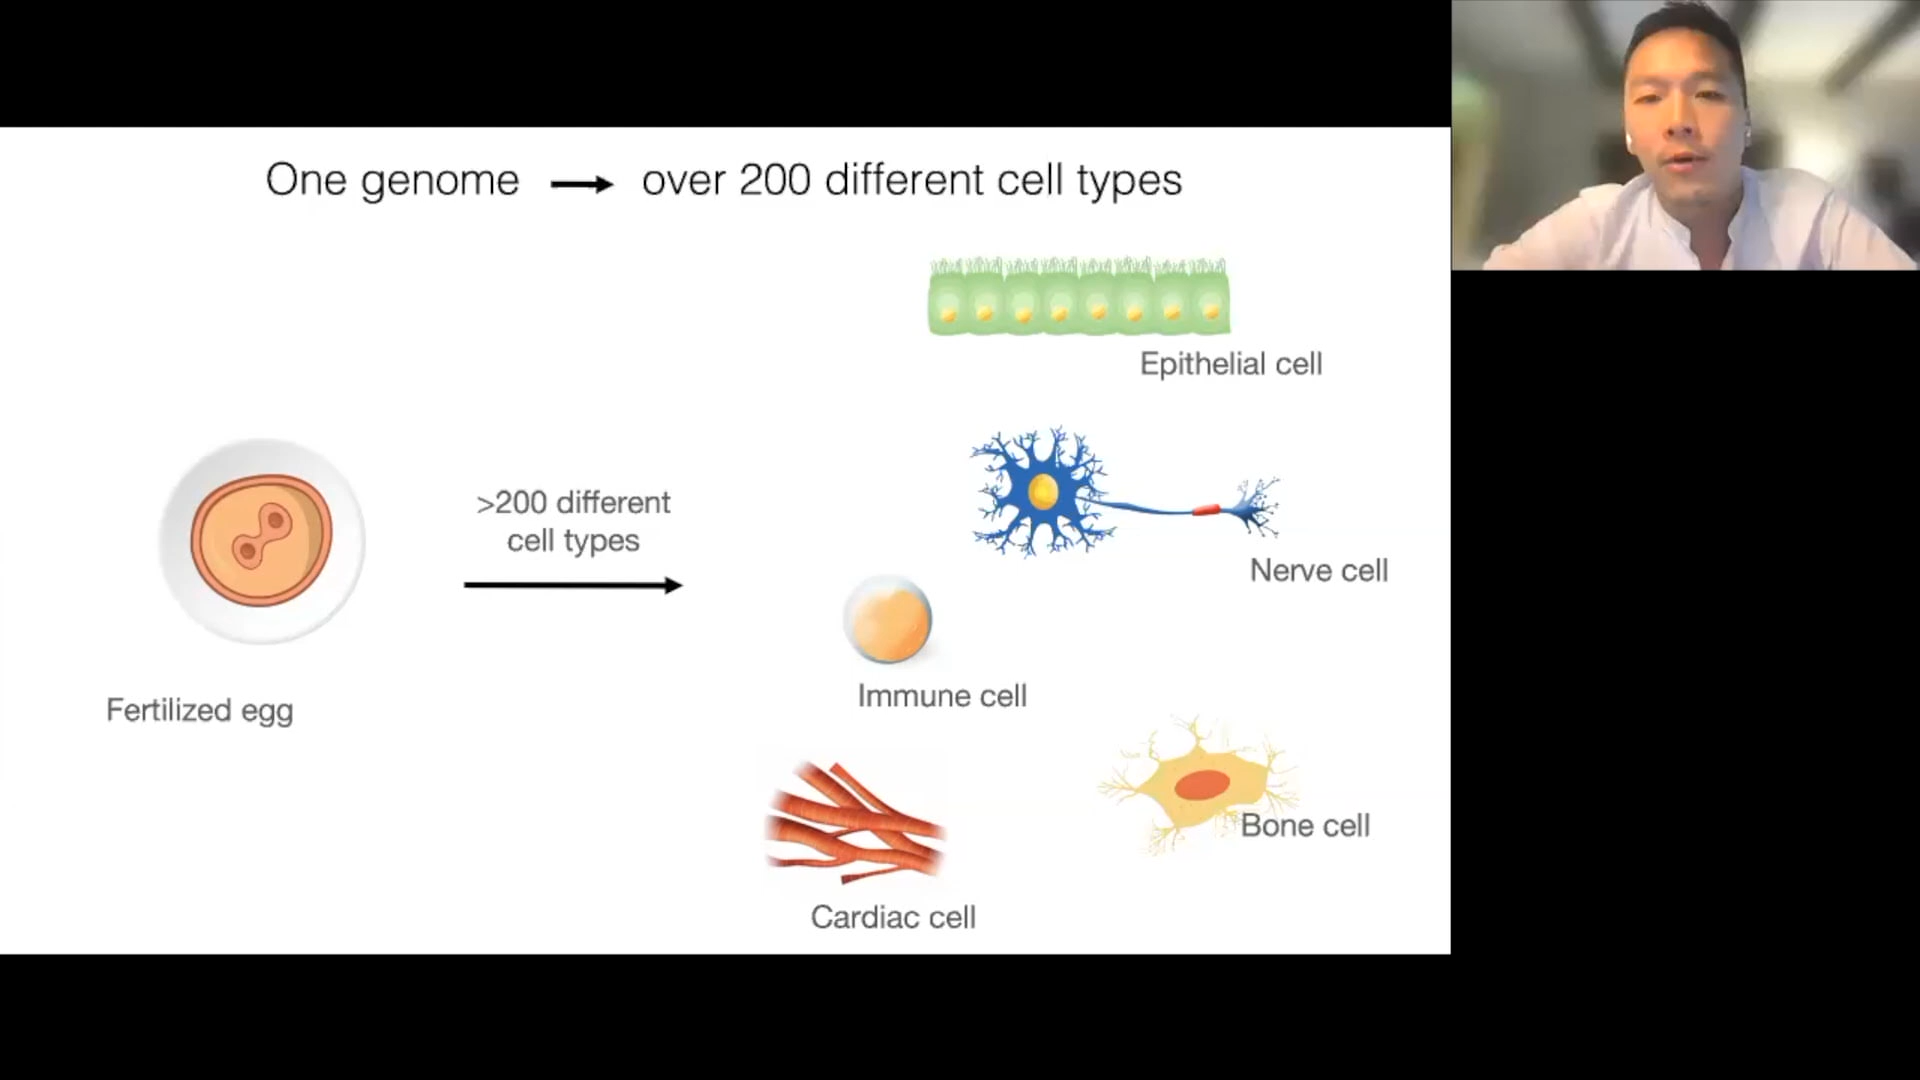 One genome → over 200 different cell types
Epithelial cell
>200 different
cell types
Nerve cell
Immune cell
Fertilized egg
Bone cell
Cardiac cell